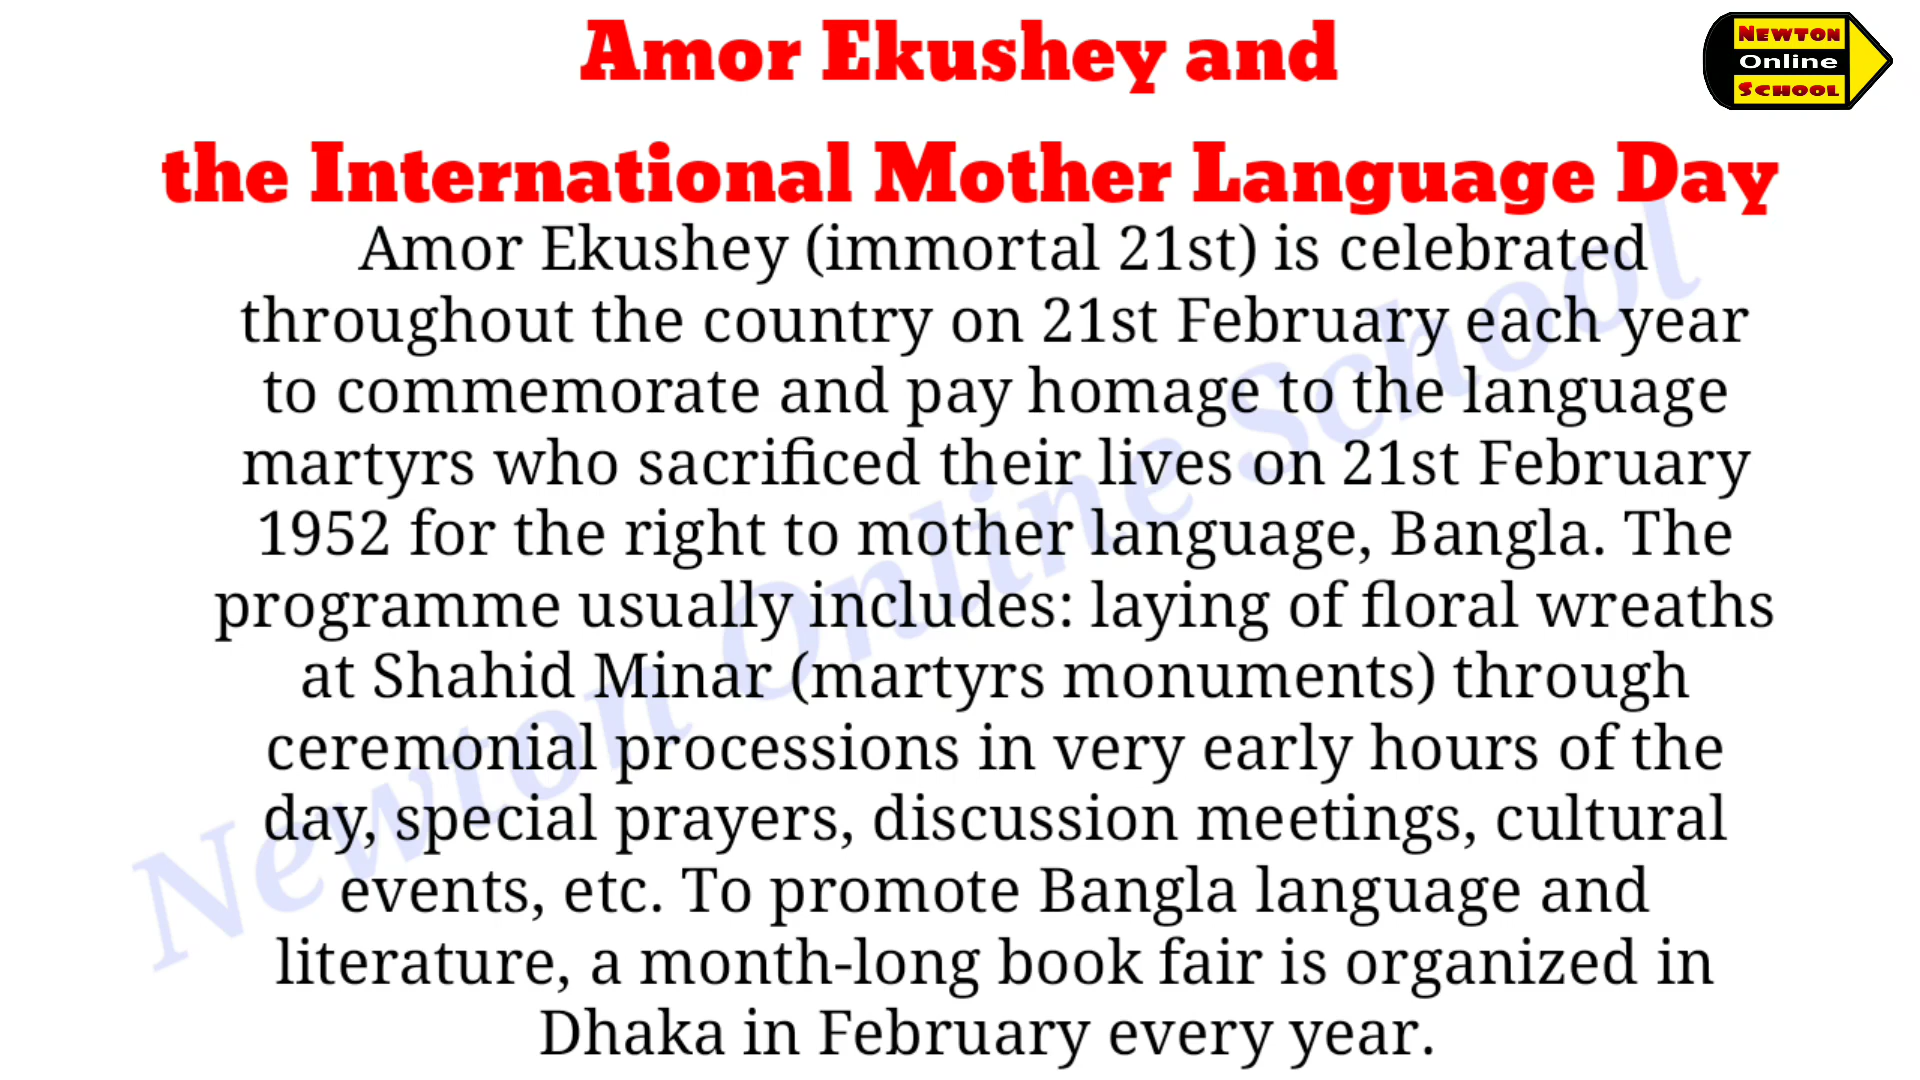 Amor Ekushey and
the International Mother Language Day
Newton
Online
School
Amor Ekushey (immortal 21st) is celebrated
throughout the country on 21st February each year
to commemorate and pay homage to the language
martyrs who sacrificed their lives on 21st February
1952 for the right to mother language, Bangla. The
programme usually includes: laying of floral wreaths
at Shahid Minar (martyrs monuments) through
ceremonial processions in very early hours of the
day, special prayers, discussion meetings, cultural
events, etc. To promote Bangla language and
literature, a month-long book fair is organized in
Dhaka in February every year.
Newton Online School